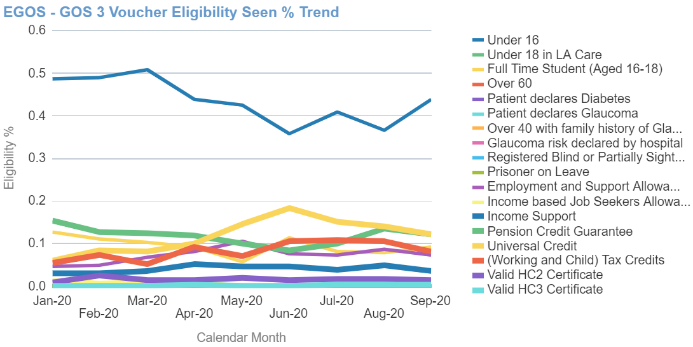 EGOS - GOS 3 Voucher Eligibility Seen % Trend
0.6
0.5
0.4
0.3
0.2
0.1
0.0
Eligibility %
Jan-20
Feb-20
Mar-20
Apr-20
May-20
Jun-20
Jul-20
Aug-20
Sep-20
Calendar Month
Under 16
Under 18 in LA Care
Full Time Student (Aged 16-18)
Over 60
Patient declares Diabetes
Patient declares Glaucoma
Over 40 with family history of Gla...
Glaucoma risk declared by hospital
Registered Blind or Partially Sight...
Prisoner on Leave
Employment and Support Allowa...
Income based Job Seekers Allowa...
Income Support
Pension Credit Guarantee
Universal Credit
(Working and Child) Tax Credits
Valid HC2 Certificate
Valid HC3 Certificate